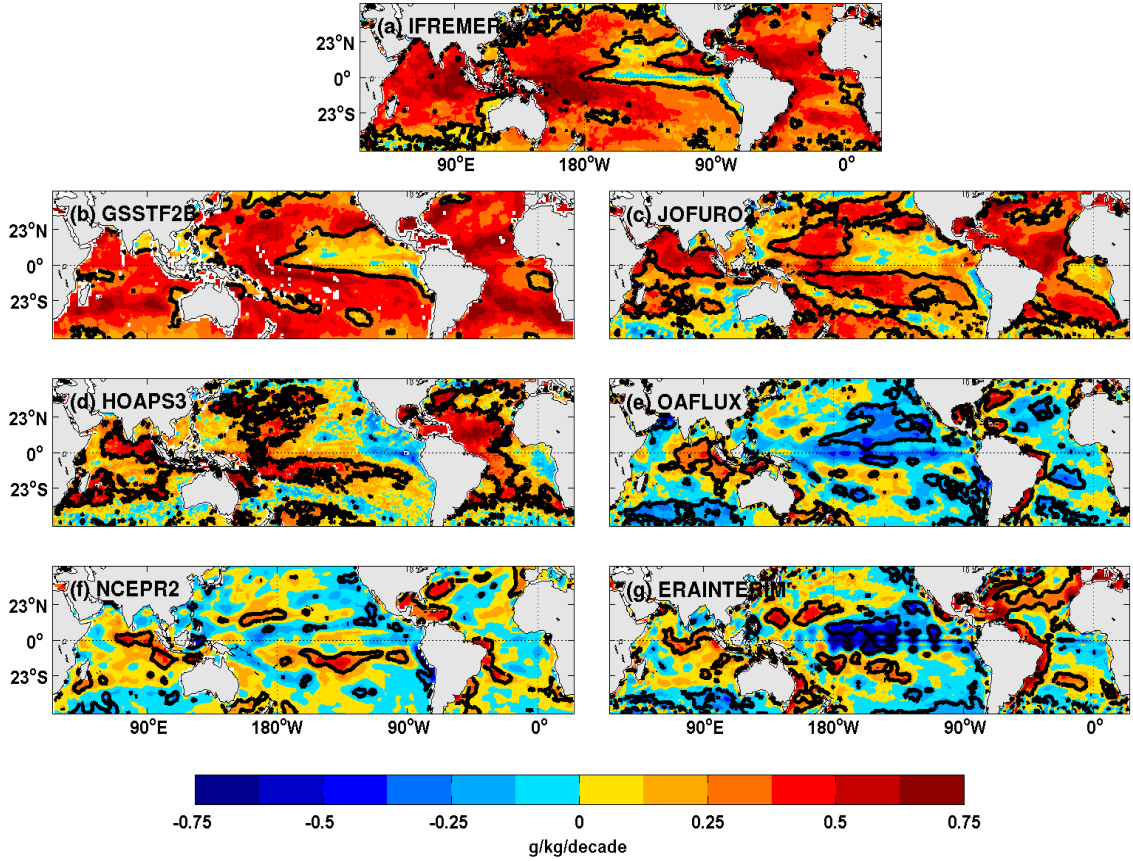 (a) IFREMER
23°N
0°
23°S
90°E 180°W 90°W 0°
(b) GSSTF2B
(c) JOFURO2
23°N
0°
23°S
(d) HOAPS3
(e) OAFLUX
23°N
0°
23°S
(f) NCEPR2
(g) ERAINTERIM
23°N
0°
23°S
90°E 180°W 90°W 0°
90°E 180°W 90°W 0°
-0.75 -0.5 -0.25 0 0.25 0.5 0.75
g/kg/decade